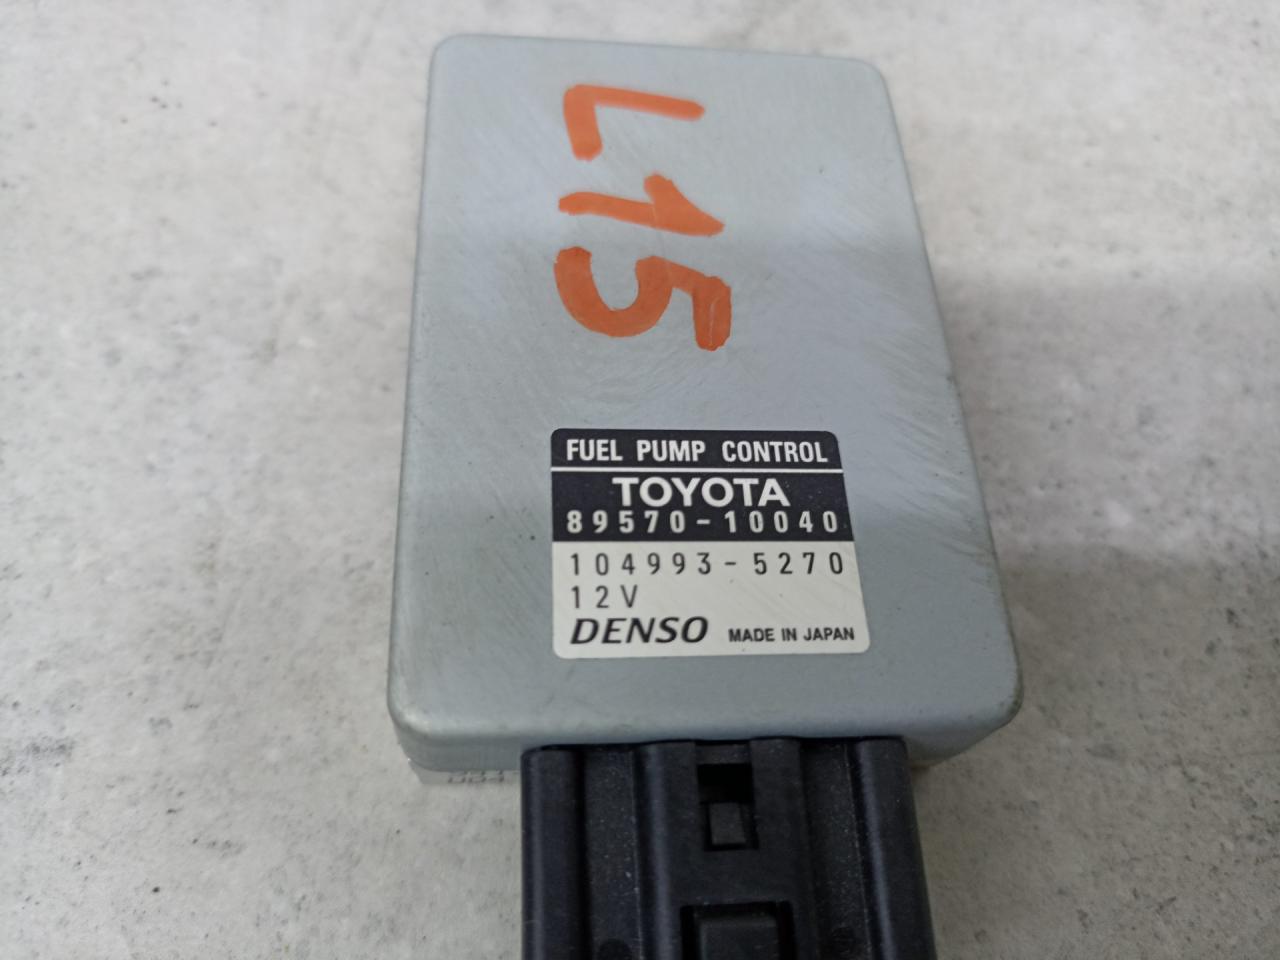 L15
FUEL PUMP CONTROL
TOYOTA
89570-10040
104993-5270
12V
DENSO MADE IN JAPAN